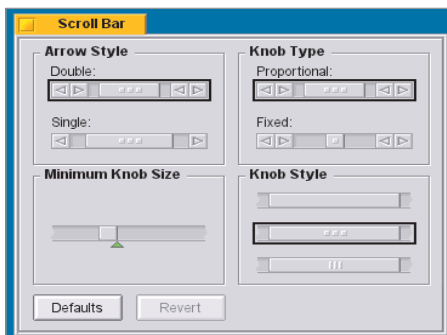 Scroll Bar
Arrow Style
Double:
Single:
Knob Type
Proportional:
Fixed:
Minimum Knob Size
Knob Style
Defaults
Revert